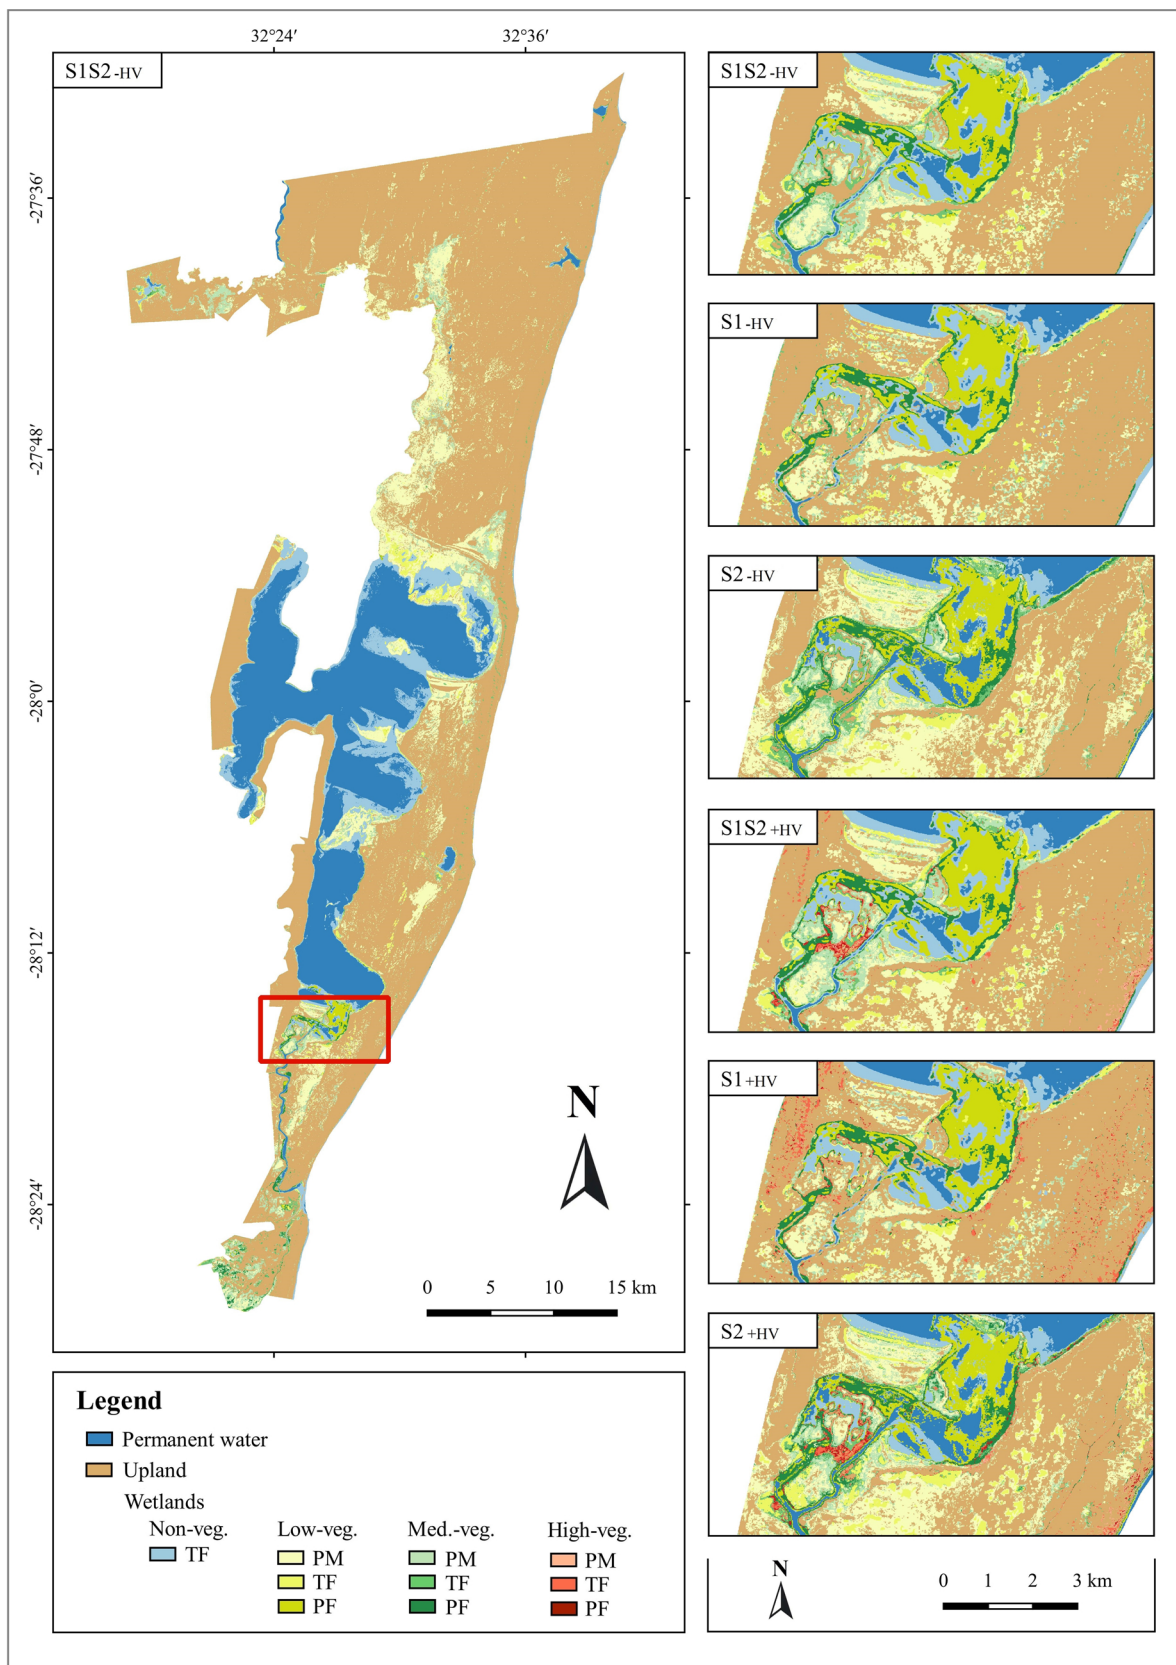 32°24′ 32°36′
S1S2-HV
-27°36′
-27°48′
-28°0′
-28°12′
-28°24′
N
0 5 10 15 km
S1S2-HV
S1-HV
S2-HV
S1S2+HV
S1+HV
S2+HV
Legend
Permanent water
Upland
Wetlands
Non-veg. Low-veg. Med.-veg. High-veg.
TF PM PM PM
TF TF TF
PF PF PF
N
0 1 2 3 km